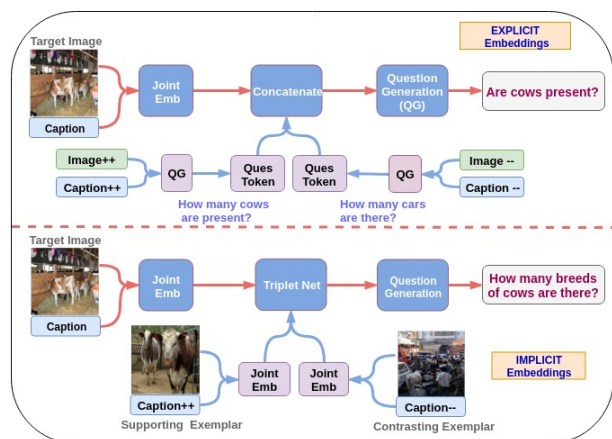 Target Image
EXPLICIT
Embeddings
Joint
Emb
Concatenate
Question
Generation
(QG)
Are cows present?
Caption
Image++
Caption++
QG
Ques
Token
Ques
Token
QG
Image --
Caption --
How many cows
are present?
How many cars
are there?
Target Image
Joint
Emb
Triplet Net
Question
Generation
How many breeds
of cows are there?
Caption
Joint
Emb
Joint
Emb
IMPLICIT
Embeddings
Caption++
Caption--
Supporting Exemplar
Contrasting Exemplar